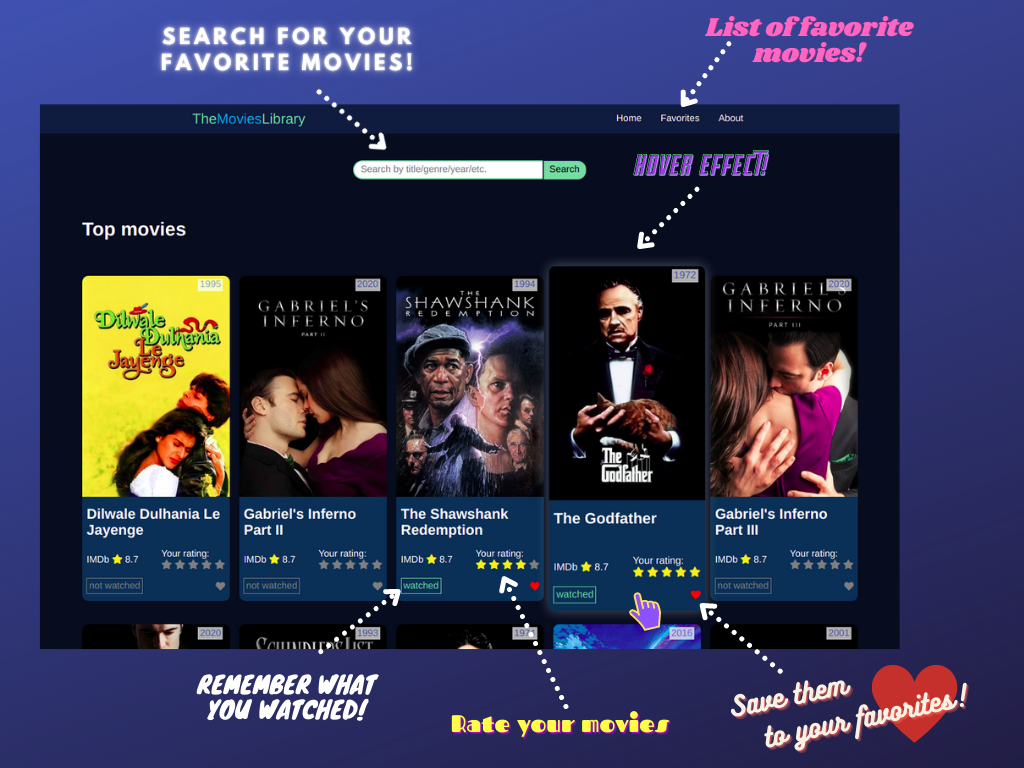 SEARCH FOR YOUR
FAVORITE MOVIES!
List of favorite
movies!
TheMoviesLibrary
Home Favorites About
Search by title/genre/year/etc. Search
HOVER EFFECT!
Top movies
1995
Dilwale
Dulhania
Le
Jayenge
2020
GABRIEL'S
INFERNO
PART II
1994
THE
SHAWSHANK
REDEMPTION
1972
The
Godfather
2020
GABRIEL'S
INFERNO
PART III
Dilwale Dulhania Le
Jayenge
IMDb 8.7 Your rating:
not watched
Gabriel's Inferno
Part II
IMDb 8.7 Your rating:
not watched
The Shawshank
Redemption
IMDb 8.7 Your rating:
watched
The Godfather
IMDb 8.7 Your rating:
watched
Gabriel's Inferno
Part III
IMDb 8.7 Your rating:
not watched
2020
1993
SCHINDLER'S LIST
2016
2001
REMEMBER WHAT
YOU WATCHED!
Rate your movies
Save them
to your favorites!